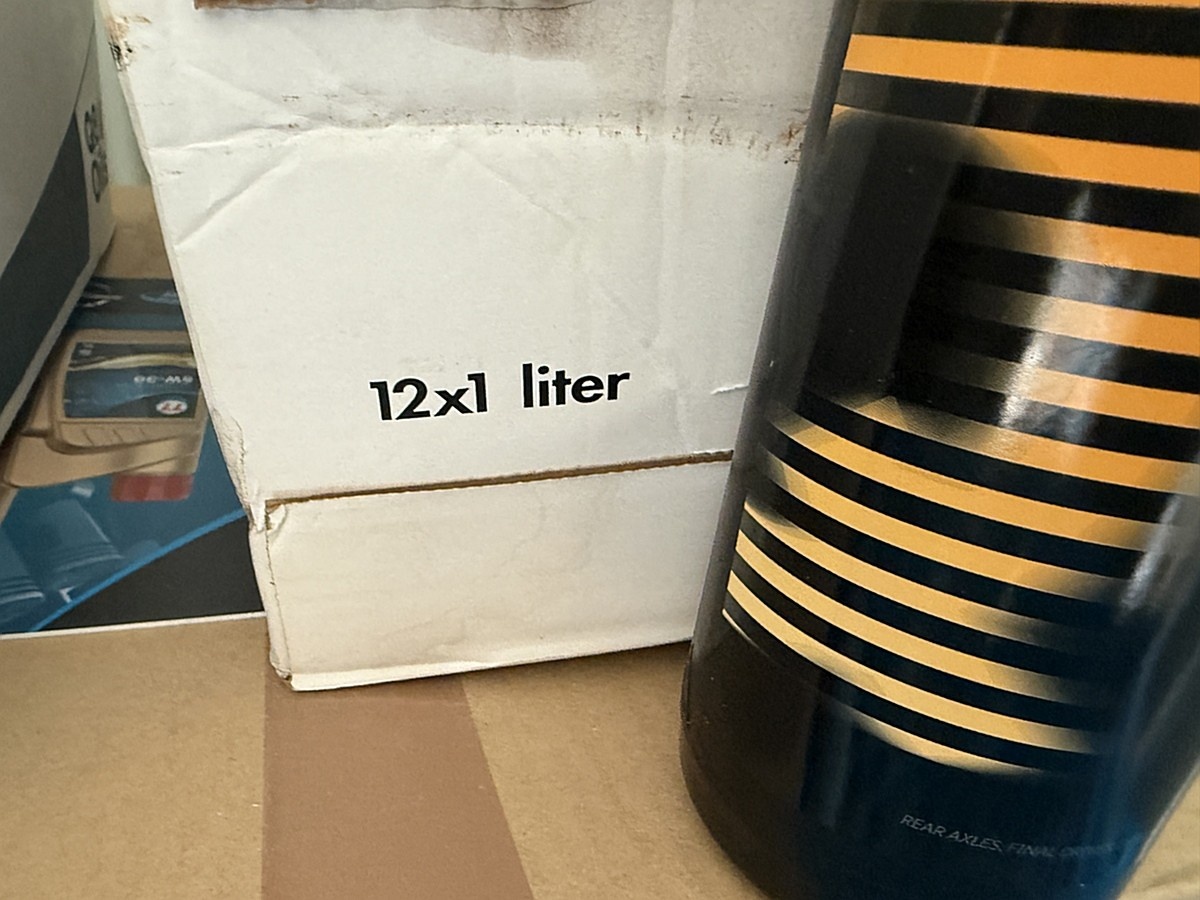 12x1 liter
5W-30
REAR AXLES, FINAL DRIVES